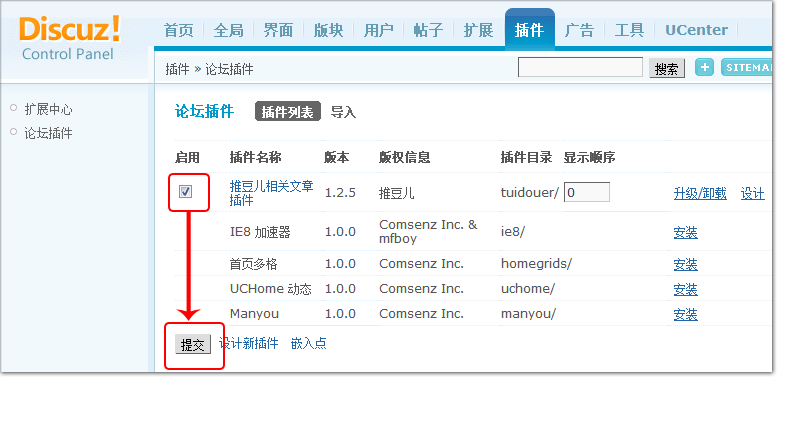 Discuz!
Control Panel
首页 全局 界面 版块 用户 帖子 扩展 插件 广告 工具 UCenter
插件 » 论坛插件 搜索 + SITEMA
扩展中心
论坛插件
论坛插件 插件列表 导入
启用 插件名称 版本 版权信息 插件目录 显示顺序
推豆儿相关文章
插件 1.2.5 推豆儿 tuidouer/ 0 升级/卸载 设计
IE8 加速器 1.0.0 Comsenz Inc. &
mfboy ie8/ 安装
首页多格 1.0.0 Comsenz Inc. homegrids/ 安装
UCHome 动态 1.0.0 Comsenz Inc. uchome/ 安装
Manyou 1.0.0 Comsenz Inc. manyou/ 安装
提交 设计新插件 嵌入点